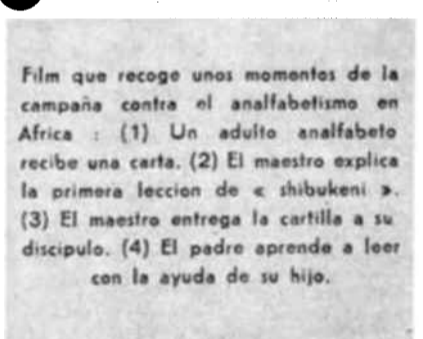 Film que recoge unos momentos de la
campaña contra el analfabetismo en
Africa : (1) Un adulto analfabeto
recibe una carta. (2) El maestro explica
la primera leccion de « shibukeni ».
(3) El maestro entrega la cartilla a su
discipulo. (4) El padre aprende a leer
con la ayuda de su hijo.